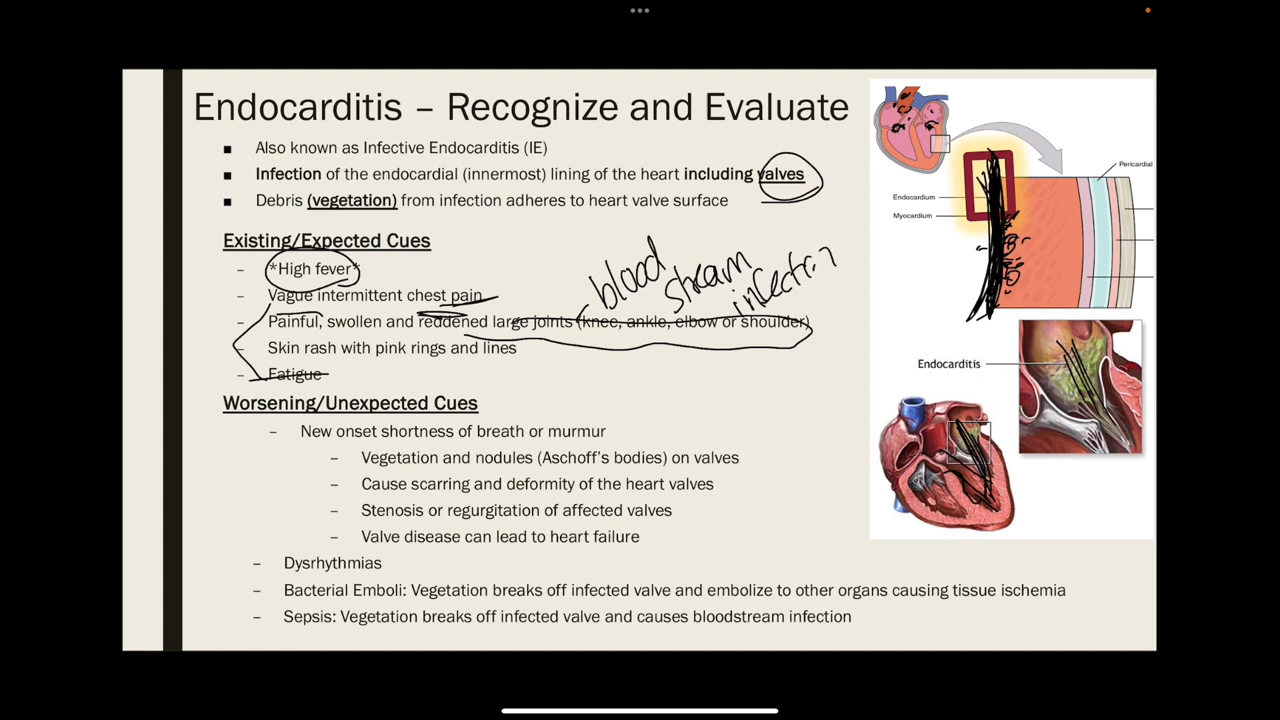 Endocarditis – Recognize and Evaluate
■ Also known as Infective Endocarditis (IE)
■ Infection of the endocardial (innermost) lining of the heart including valves
■ Debris (vegetation) from infection adheres to heart valve surface
Existing/Expected Cues
– *High fever*
– Vague intermittent chest pain
– Painful, swollen and reddened large joints (knee, ankle, elbow or shoulder)
– Skin rash with pink rings and lines
– Fatigue
blood
stream
infection
Worsening/Unexpected Cues
– New onset shortness of breath or murmur
– Vegetation and nodules (Aschoff's bodies) on valves
– Cause scarring and deformity of the heart valves
– Stenosis or regurgitation of affected valves
– Valve disease can lead to heart failure
– Dysrhythmias
– Bacterial Emboli: Vegetation breaks off infected valve and embolize to other organs causing tissue ischemia
– Sepsis: Vegetation breaks off infected valve and causes bloodstream infection
Pericardial
Endocardium
Myocardium
Endocarditis